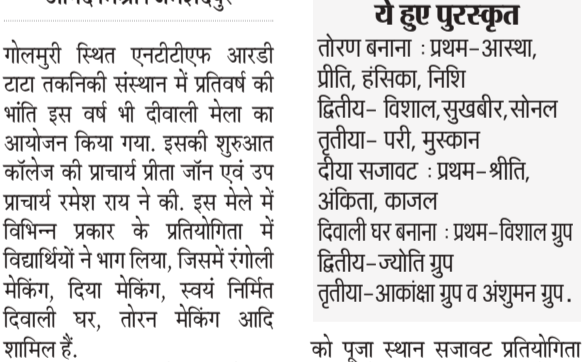 गोलमुरी स्थित एनटीटीएफ आरडी
टाटा तकनिकी संस्थान में प्रतिवर्ष की
भांति इस वर्ष भी दीवाली मेला का
आयोजन किया गया. इसकी शुरुआत
कॉलेज की प्राचार्य प्रीता जॉन एवं उप
प्राचार्य रमेश राय ने की. इस मेले में
विभिन्न प्रकार के प्रतियोगिता में
विद्यार्थियों ने भाग लिया, जिसमें रंगोली
मेकिंग, दिया मेकिंग, स्वयं निर्मित
दिवाली घर, तोरन मेकिंग आदि
शामिल हैं.
ये हुए पुरस्कृत
तोरण बनाना : प्रथम-आस्था,
प्रीति, हंसिका, निशि
द्वितीय- विशाल,सुखबीर,सोनल
तृतीया- परी, मुस्कान
दीया सजावट : प्रथम-श्रीति,
अंकिता, काजल
दिवाली घर बनाना : प्रथम-विशाल ग्रुप
द्वितीय-ज्योति ग्रुप
तृतीया-आकांक्षा ग्रुप व अंशुमन ग्रुप.
को पूजा स्थान सजावट प्रतियोगिता